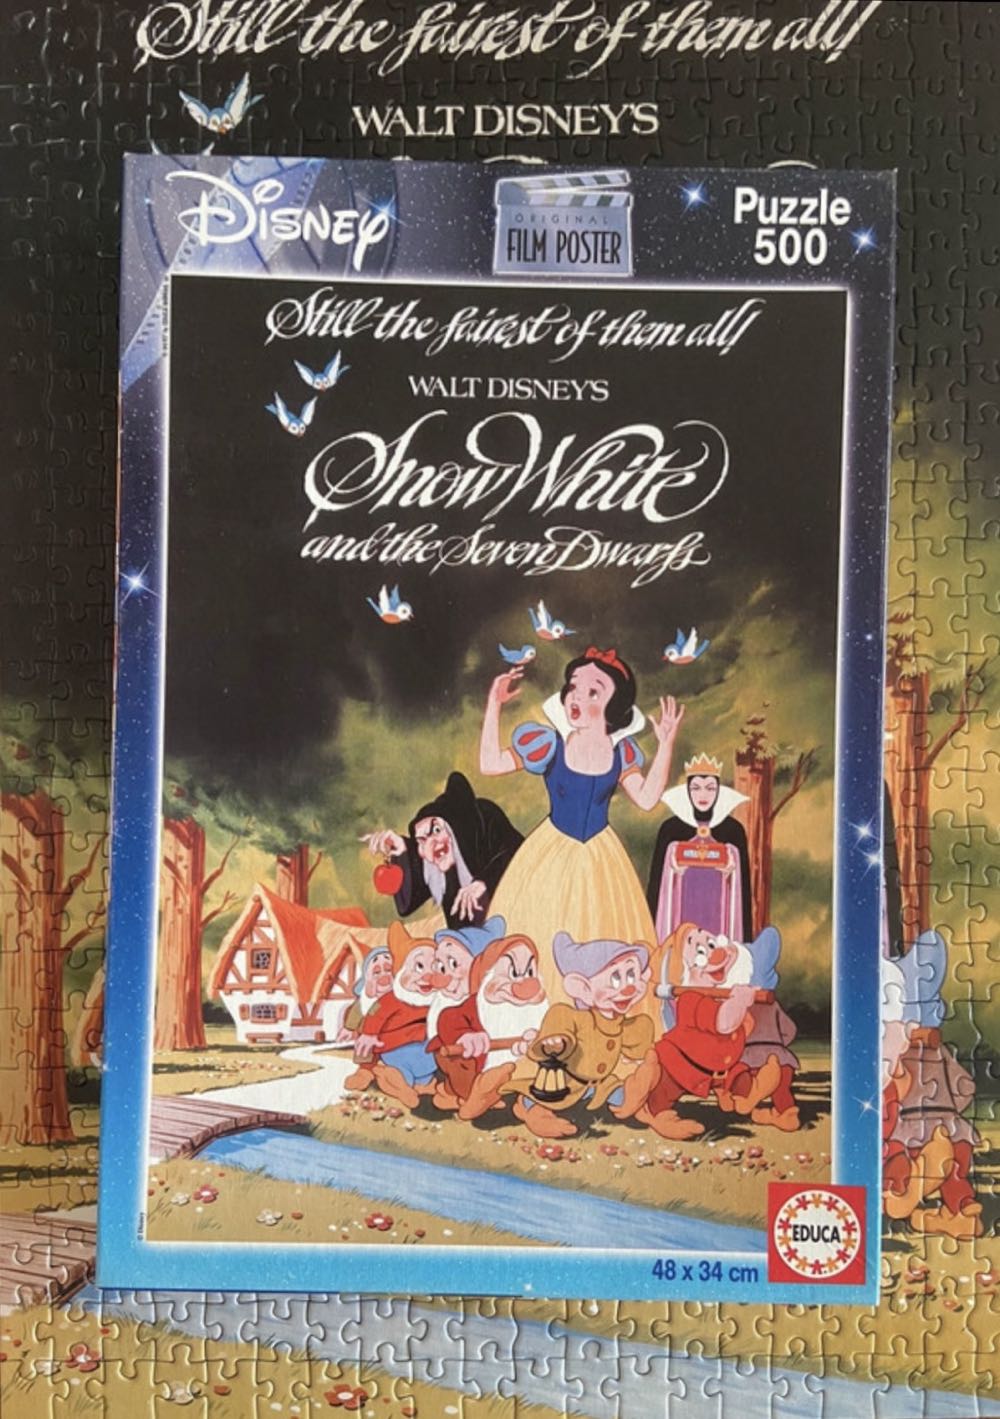 Still the fairest of them all!
WALT DISNEY'S
DISNEY
ORIGINAL
FILM POSTER
Puzzle
500
Still the fairest of them all!
WALT DISNEY'S
Snow White
and the Seven Dwarfs
© Disney
EDUCA
48 x 34 cm